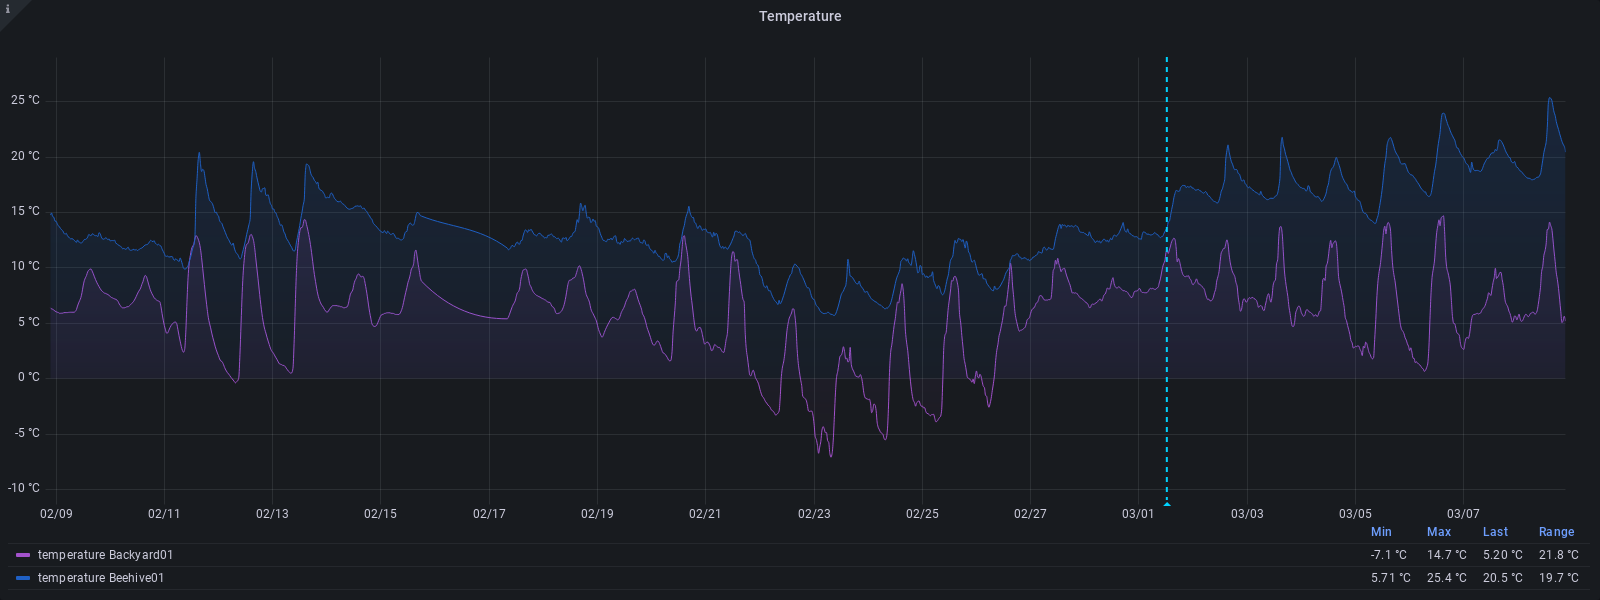 i
Temperature
25 °C
20 °C
15 °C
10 °C
5 °C
0 °C
-5 °C
-10 °C
02/09 02/11 02/13 02/15 02/17 02/19 02/21 02/23 02/25 02/27 03/01 03/03 03/05 03/07
Min Max Last Range
temperature Backyard01 -7.1 °C 14.7 °C 5.20 °C 21.8 °C
temperature Beehive01 5.71 °C 25.4 °C 20.5 °C 19.7 °C